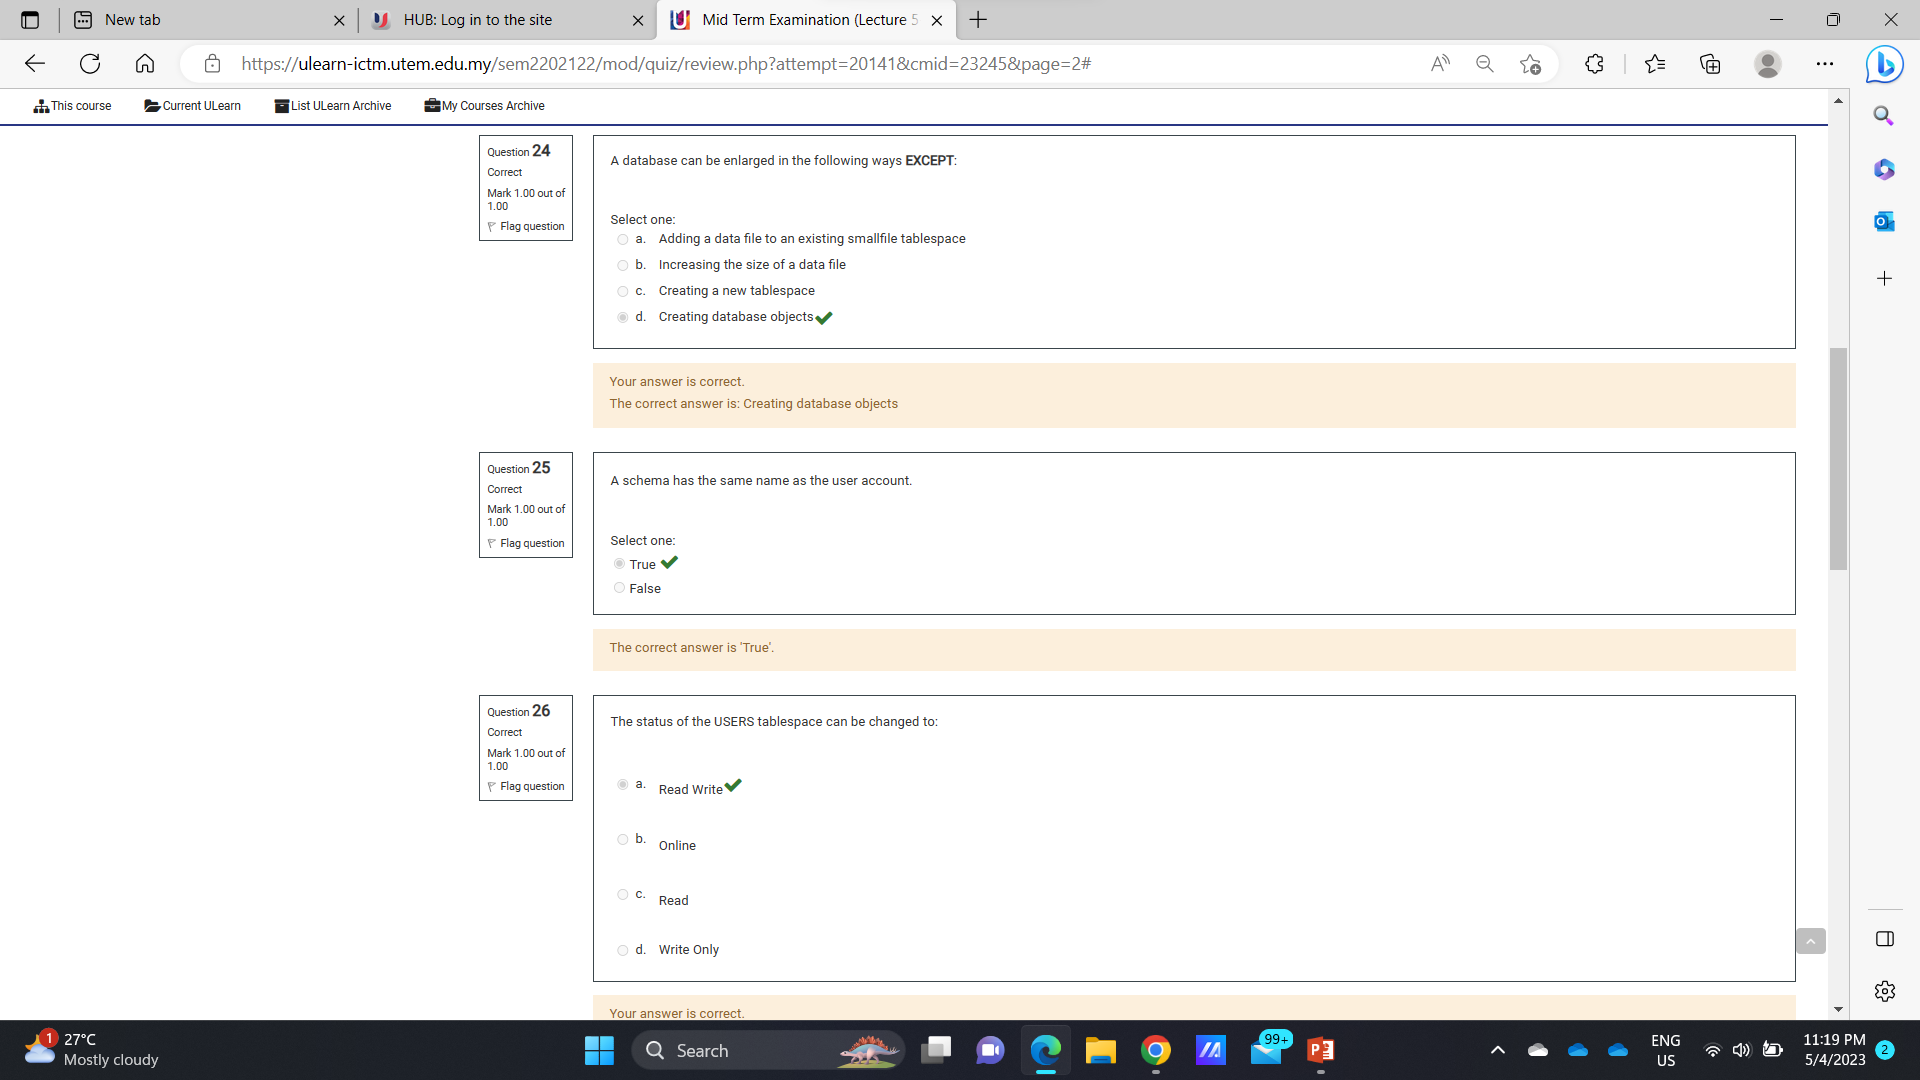 New tab
HUB: Log in to the site
Mid Term Examination (Lecture 5
https://ulearn-ictm.utem.edu.my/sem2202122/mod/quiz/review.php?attempt=20141&cmid=23245&page=2#
This course
Current ULearn
List ULearn Archive
My Courses Archive
Question 24
Correct
Mark 1.00 out of
1.00
Flag question
A database can be enlarged in the following ways EXCEPT:
Select one:
a. Adding a data file to an existing smallfile tablespace
b. Increasing the size of a data file
c. Creating a new tablespace
d. Creating database objects
Your answer is correct.
The correct answer is: Creating database objects
Question 25
Correct
Mark 1.00 out of
1.00
Flag question
A schema has the same name as the user account.
Select one:
True
False
The correct answer is 'True'.
Question 26
Correct
Mark 1.00 out of
1.00
Flag question
The status of the USERS tablespace can be changed to:
a. Read Write
b. Online
c. Read
d. Write Only
Your answer is correct.
1
27°C
Mostly cloudy
Search
99+
ENG
US
11:19 PM
5/4/2023
2